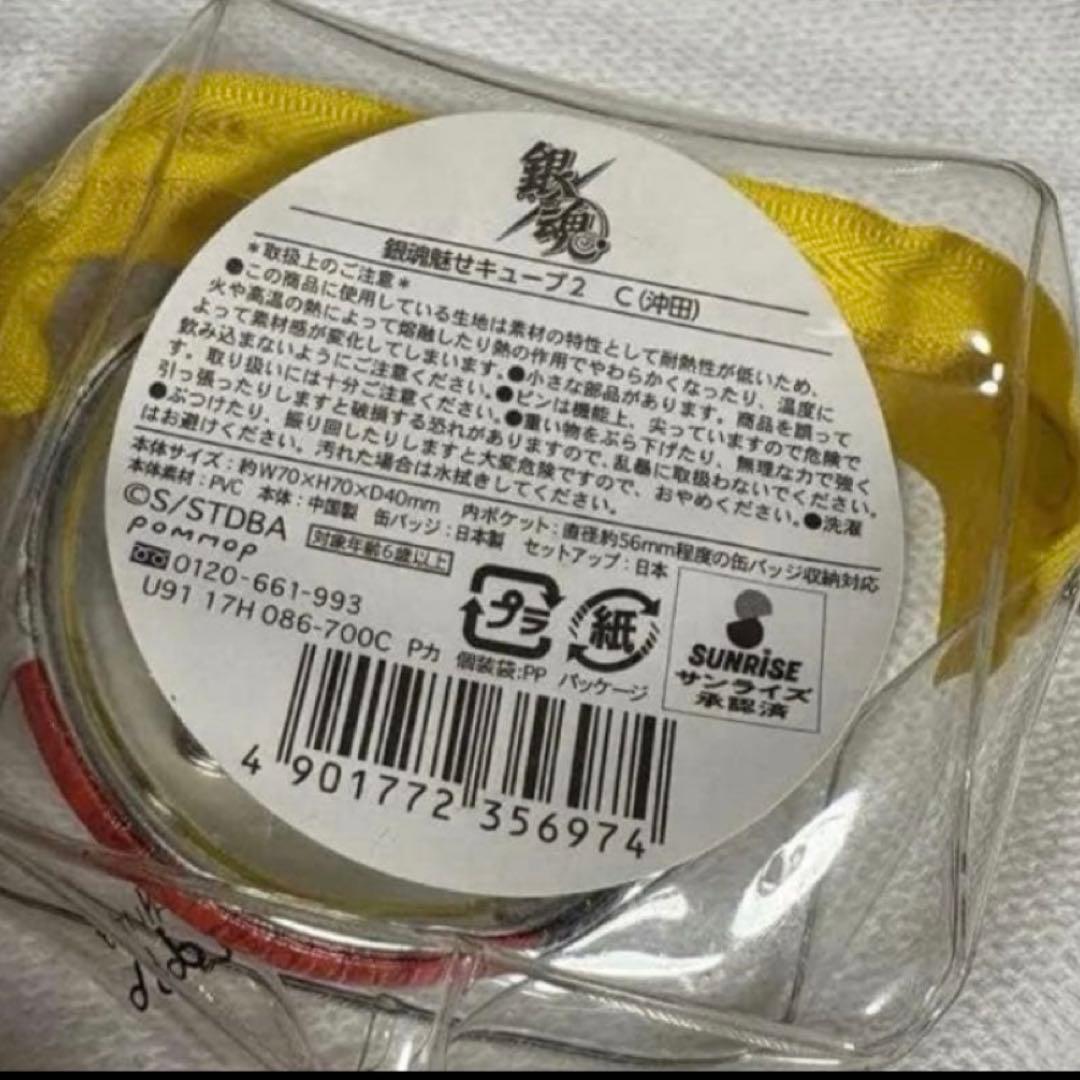 銀魂
銀魂魅せキューブ2 C(沖田)
*取扱上のご注意*
●この商品に使用している生地は素材の特性として耐熱性が低いため、
火や高温の熱によって熔融したり熱の作用でやわらかくなったり、温度に
よって素材感が変化してしまいます。●小さな部品があります。商品を誤って
飲み込まないようにご注意ください。●ピンは機能上、尖っていますので危険で
す。取り扱いには十分ご注意ください。●重い物をぶら下げたり、無理な力で強く
引っ張ったりしますと破損する恐れがありますので、乱暴に取扱わないでください。
●ぶつけたり、振り回したりしますと大変危険ですので、おやめください。●洗濯
はお避けください。汚れた場合は水拭きしてください。
本体サイズ:約W70×H70×D40mm 内ポケット:直径約56mm程度の缶バッジ収納対応
本体素材:PVC 本体:中国製 缶バッジ:日本製 セットアップ:日本
©S/STDBA
pommop
対象年齢6歳以上
0120-661-993
U91 17H 086-700C Pカ
プラ
個装袋:PP
紙
パッケージ
SUNRISE
サンライズ
承認済
4 901772 356974